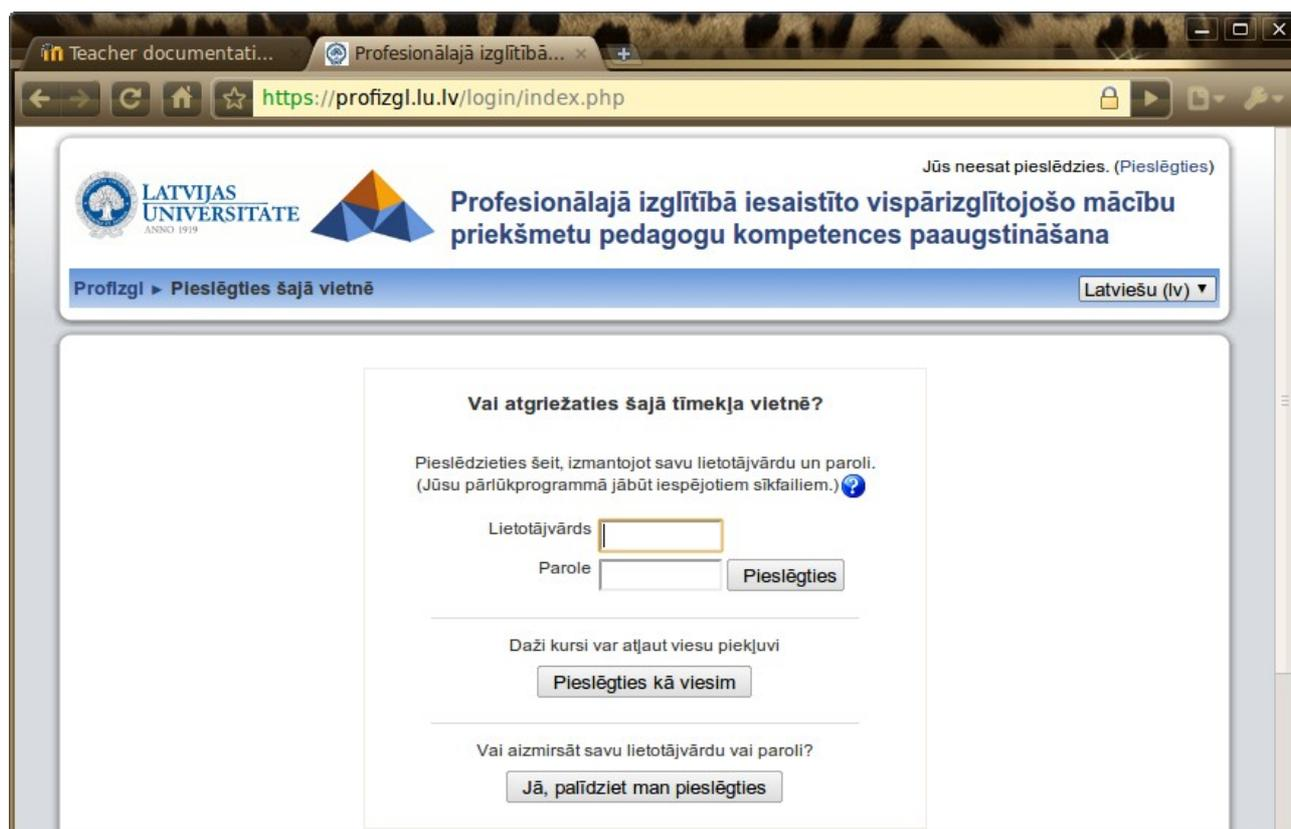 Teacher documentati...
Profesionālajā izglītībā...
https://profizgl.lu.lv/login/index.php
Jūs neesat pieslēdzies. (Pieslēgties)
LATVIJAS
UNIVERSITĀTE
ANNO 1919
Profesionālajā izglītībā iesaistīto vispārizglītojošo mācību
priekšmetu pedagogu kompetences paaugstināšana
ProfIzgl ► Pieslēgties šajā vietnē
Latviešu (lv) ▼
Vai atgriežaties šajā tīmekļa vietnē?
Pieslēdzieties šeit, izmantojot savu lietotājvārdu un paroli.
(Jūsu pārlūkprogrammā jābūt iespējotiem sīkfailiem.) ?
Lietotājvārds
Parole
Pieslēgties
Daži kursi var atļaut viesu piekļuvi
Pieslēgties kā viesim
Vai aizmirsāt savu lietotājvārdu vai paroli?
Jā, palīdziet man pieslēgties